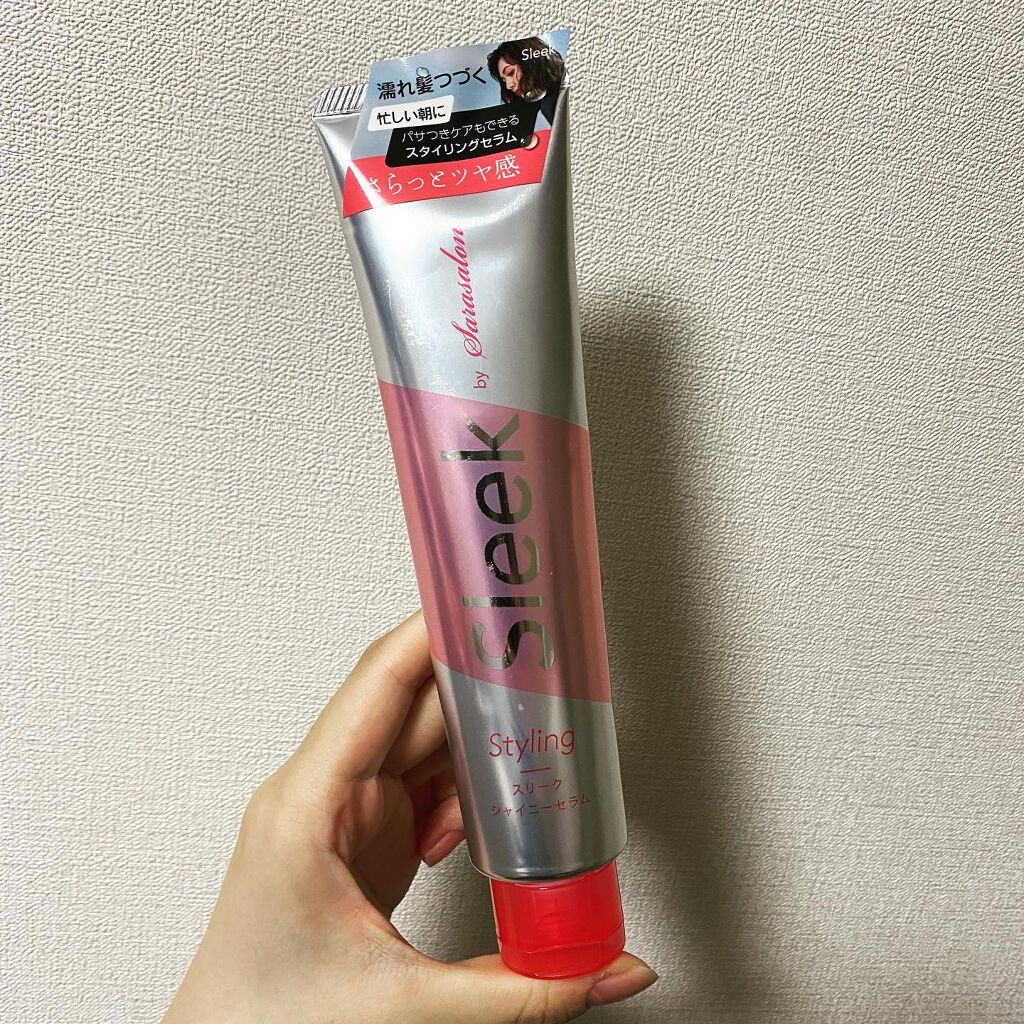 Sleek
濡れ髪つづく
忙しい朝に
パサつきケアもできる
スタイリングセラム
さらっとツヤ感
Sleek by Sarasalon
Styling
スリーク
シャイニーセラム